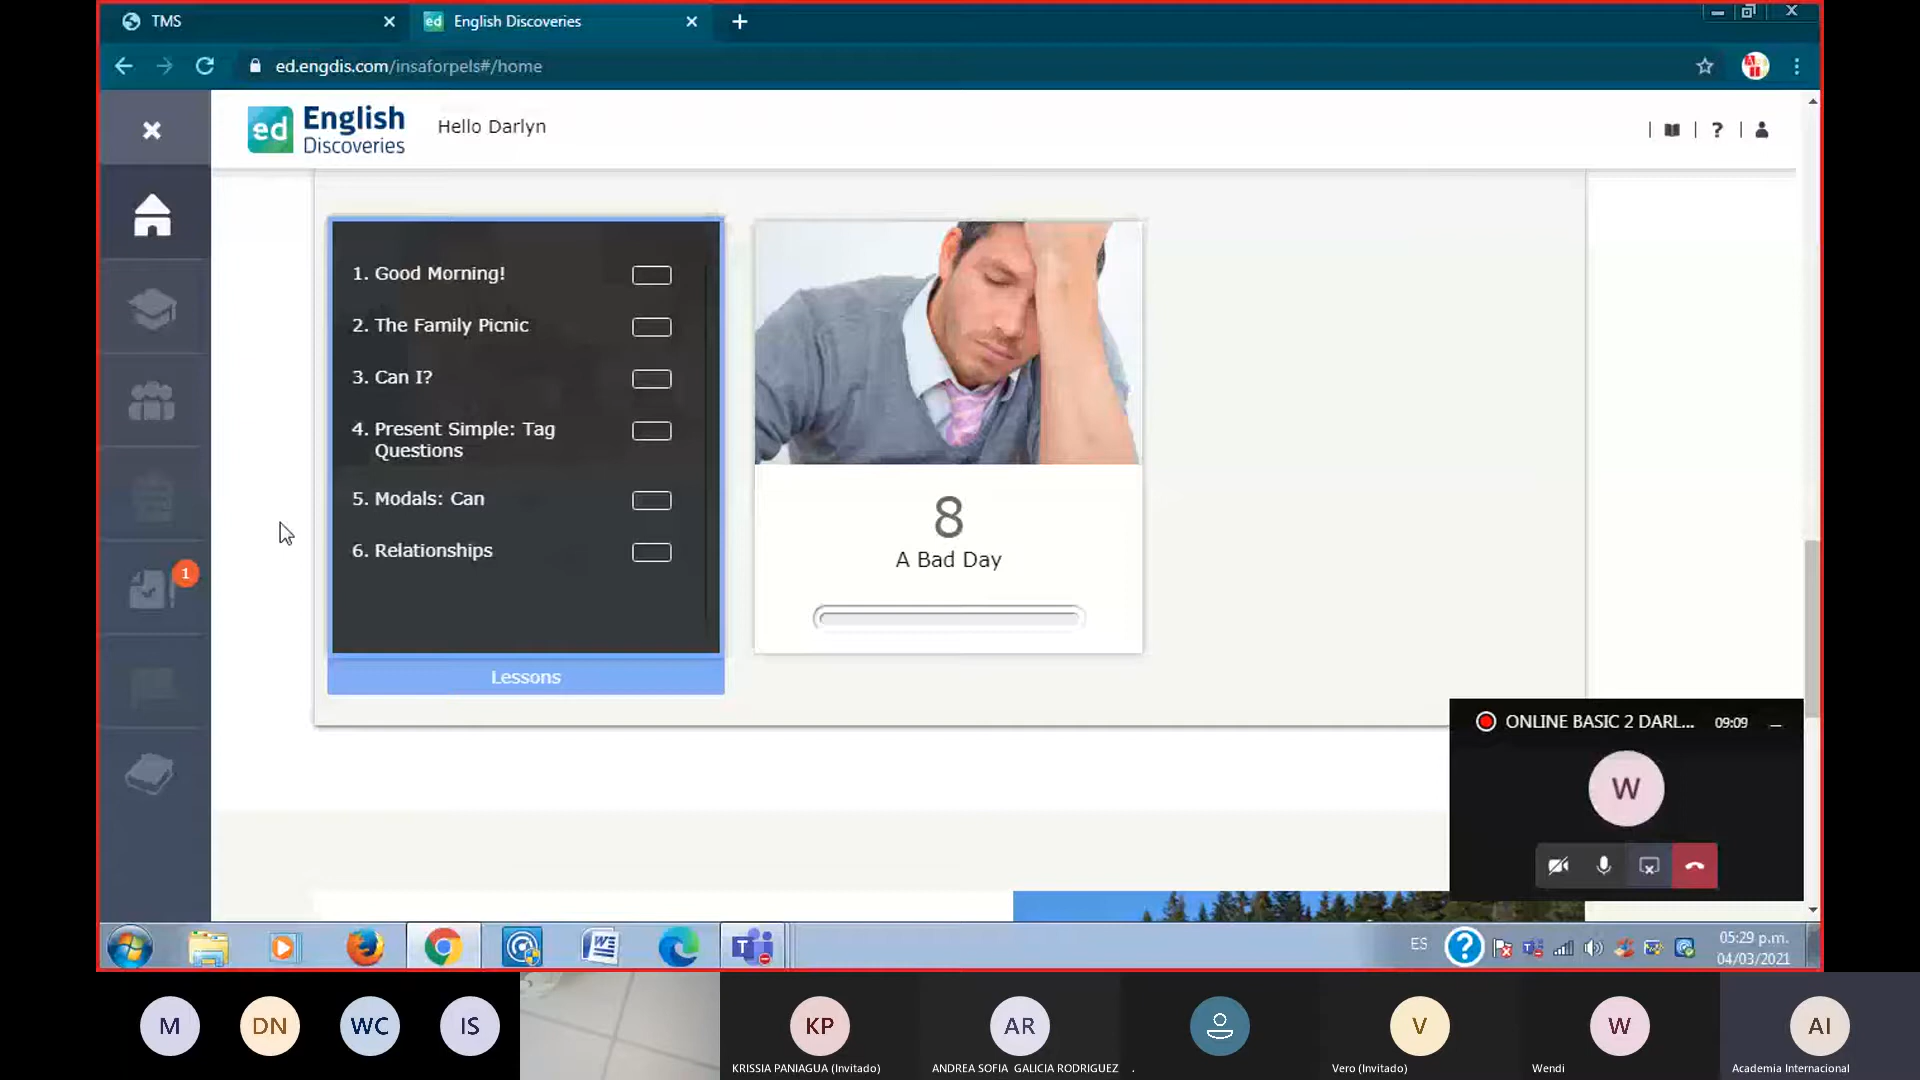 TMS
English Discoveries
ed.engdis.com/insaforpels#/home
ed
English
Discoveries
Hello Darlyn
?
1. Good Morning!
2. The Family Picnic
3. Can I?
4. Present Simple: Tag
Questions
5. Modals: Can
6. Relationships
Lessons
8
A Bad Day
1
ONLINE BASIC 2 DARL...
09:09
W
ES
05:29 p.m.
04/03/2021
M
DN
WC
IS
KP
AR
V
W
AI
KRISSIA PANIAGUA (Invitado)
ANDREA SOFIA GALICIA RODRIGUEZ
.
Vero (Invitado)
Wendi
Academia Internacional